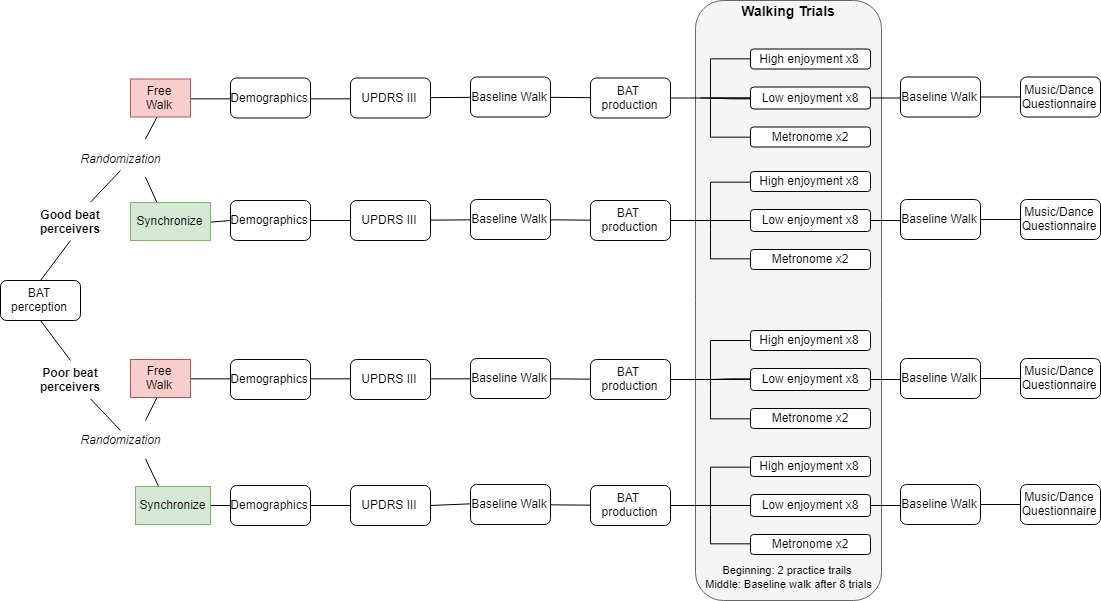 Walking Trials
High enjoyment x8
Free
Walk
Demographics
UPDRS III
Baseline Walk
BAT
production
Low enjoyment x8
Baseline Walk
Music/Dance
Questionnaire
Metronome x2
Randomization
High enjoyment x8
Good beat
perceivers
Synchronize
Demographics
UPDRS III
Baseline Walk
BAT
production
Low enjoyment x8
Baseline Walk
Music/Dance
Questionnaire
Metronome x2
BAT
perception
High enjoyment x8
Poor beat
perceivers
Free
Walk
Demographics
UPDRS III
Baseline Walk
BAT
production
Low enjoyment x8
Baseline Walk
Music/Dance
Questionnaire
Metronome x2
Randomization
High enjoyment x8
Synchronize
Demographics
UPDRS III
Baseline Walk
BAT
production
Low enjoyment x8
Baseline Walk
Music/Dance
Questionnaire
Metronome x2
Beginning: 2 practice trails
Middle: Baseline walk after 8 trials